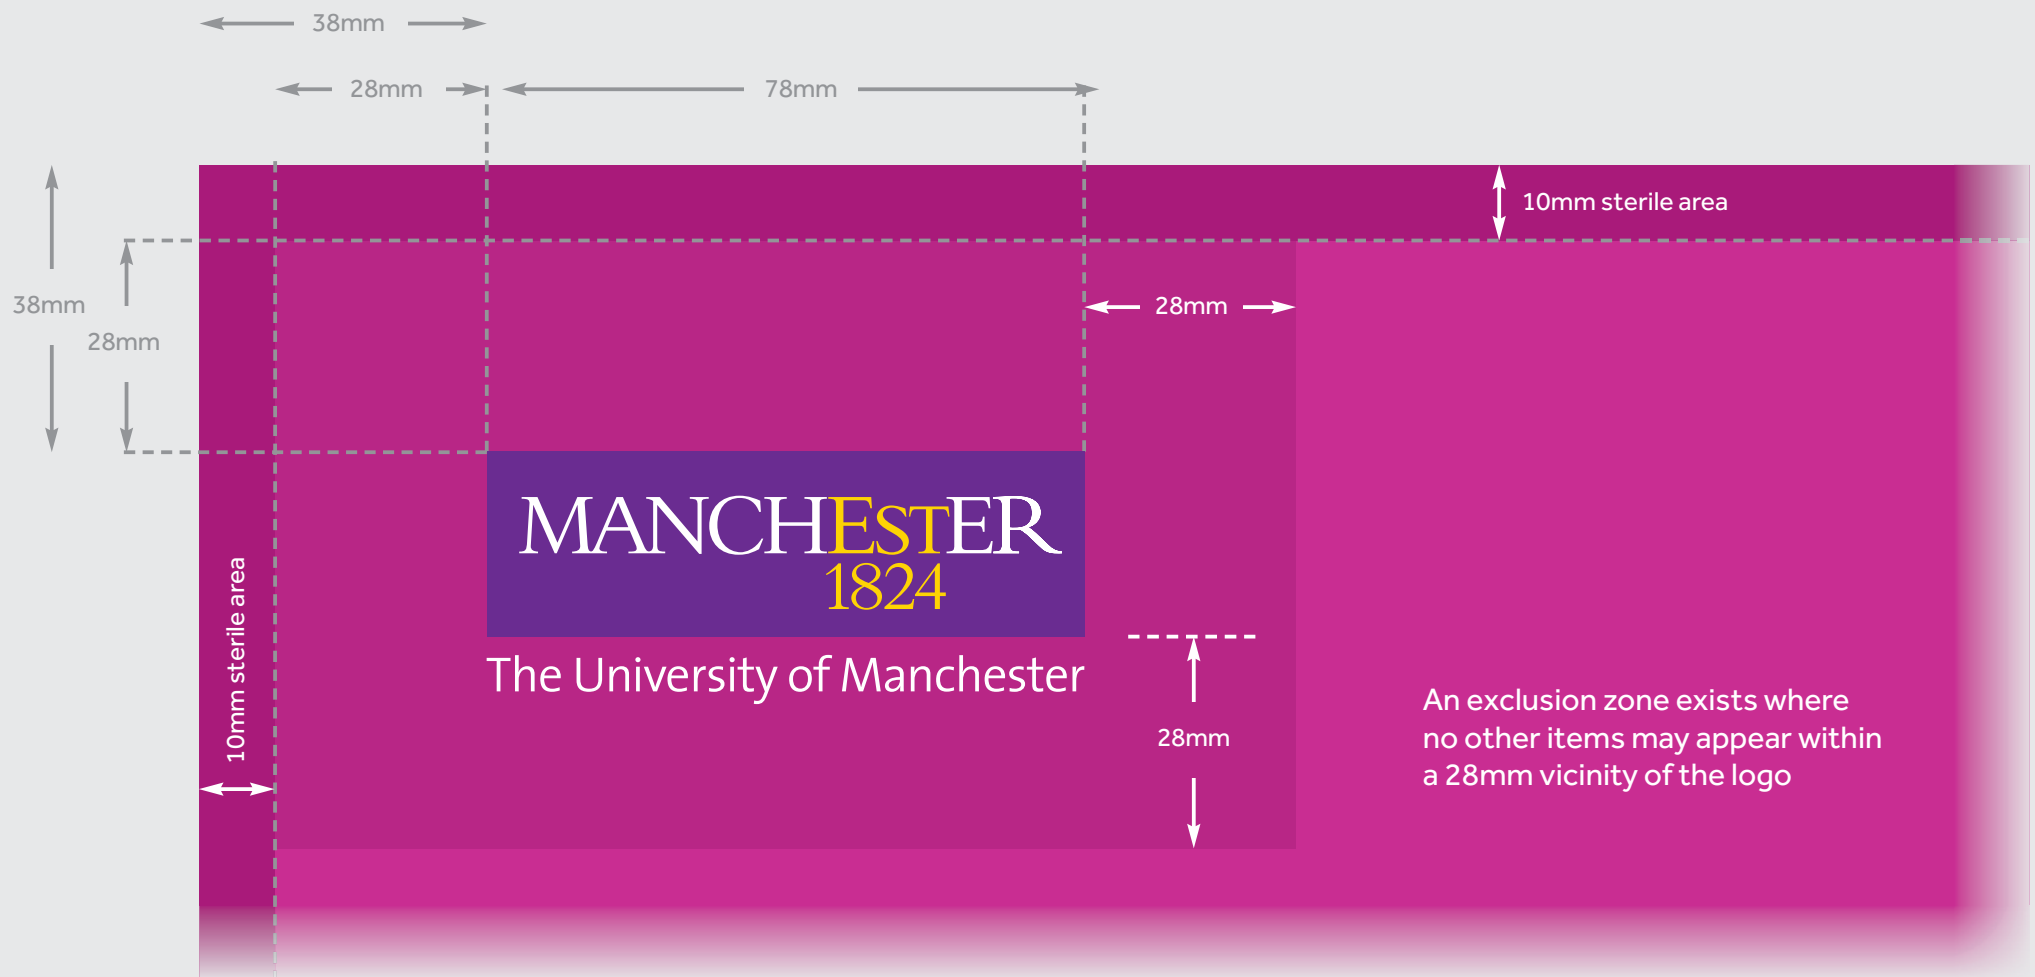 38mm
28mm
78mm
10mm sterile area
38mm
28mm
28mm
MANCHESTER
1824
The University of Manchester
10mm sterile area
28mm
An exclusion zone exists where
no other items may appear within
a 28mm vicinity of the logo